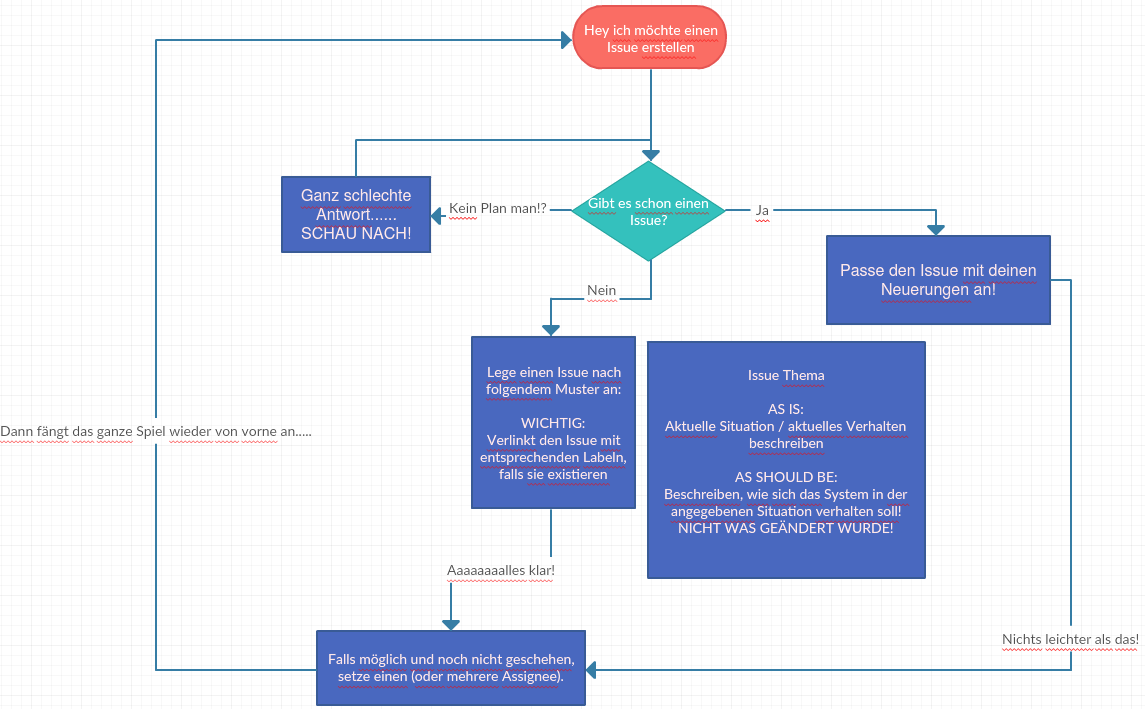 Hey ich möchte einen
Issue erstellen
Ganz schlechte
Antwort......
SCHAU NACH!
Kein Plan man!?
Gibt es schon einen
Issue?
Ja
Passe den Issue mit deinen
Neuerungen an!
Nein
Lege einen Issue nach
folgendem Muster an:
WICHTIG:
Verlinkt den Issue mit
entsprechenden Labeln,
falls sie existieren
Issue Thema
AS IS:
Aktuelle Situation / aktuelles Verhalten
beschreiben
AS SHOULD BE:
Beschreiben, wie sich das System in der
angegebenen Situation verhalten soll!
NICHT WAS GEÄNDERT WURDE!
Dann fängt das ganze Spiel wieder von vorne an.....
Aaaaaaaalles klar!
Nichts leichter als das!
Falls möglich und noch nicht geschehen,
setze einen (oder mehrere Assignee).